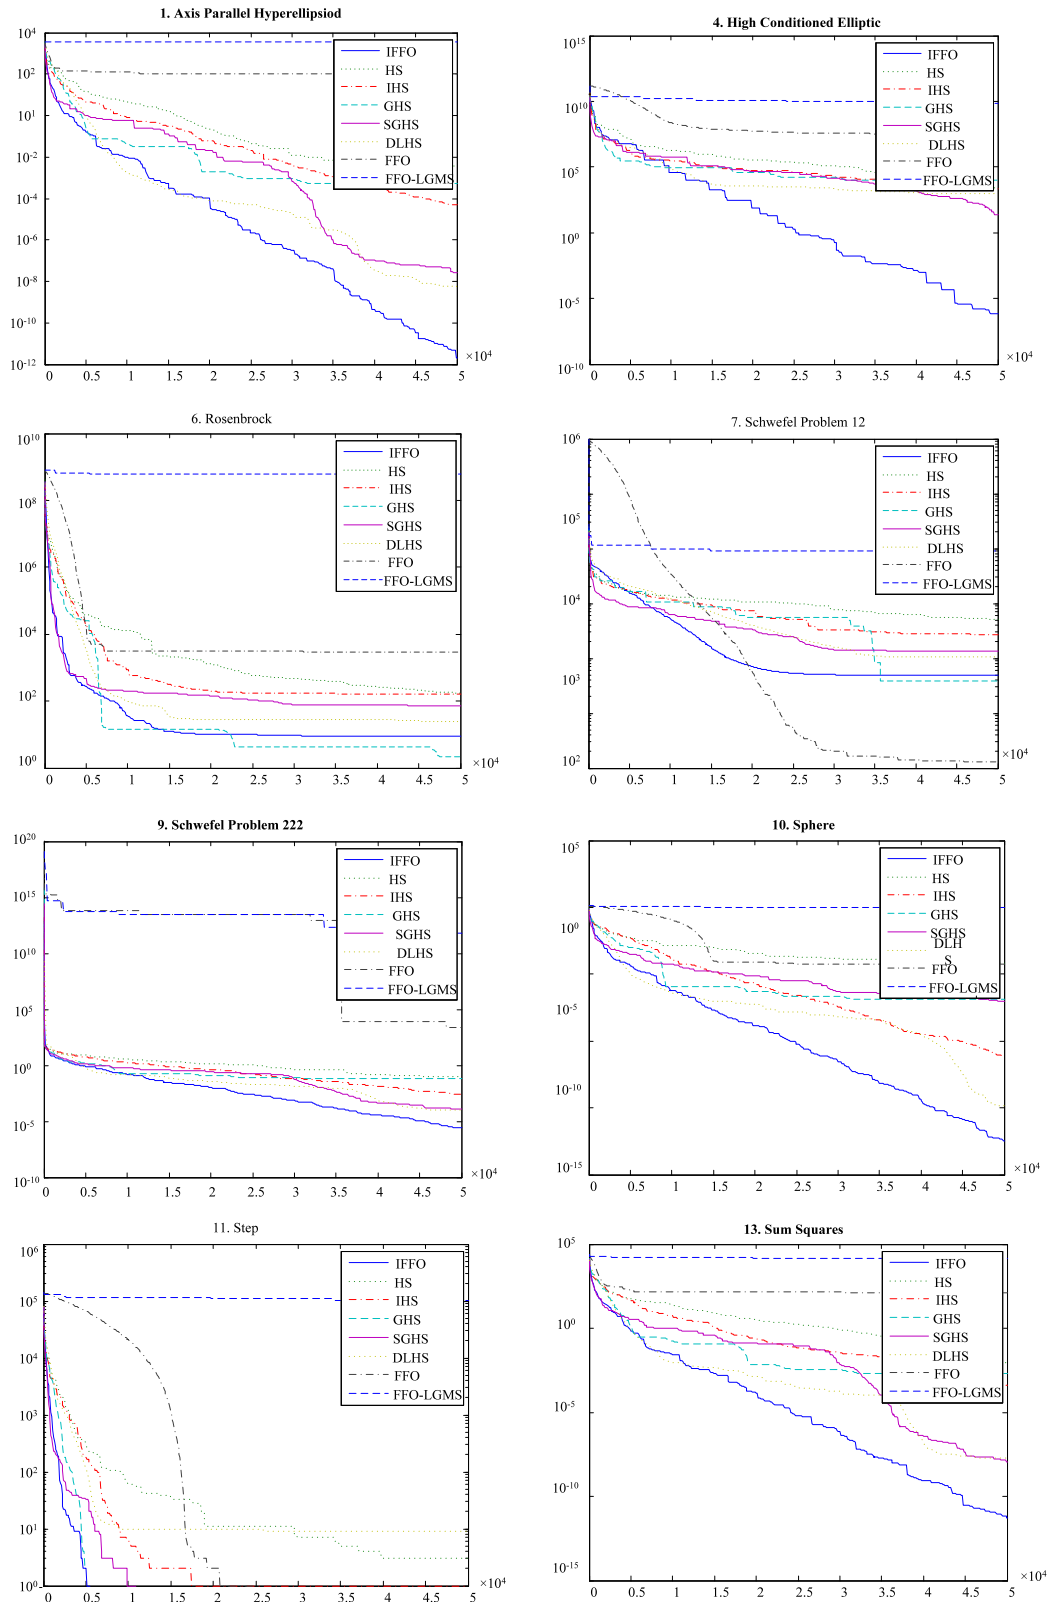 1. Axis Parallel Hyperellipsiod
10^4
10^2
10^1
10^-2
10^-4
10^-6
10^-8
10^-10
10^-12
IFFO
HS
IHS
GHS
SGHS
DLHS
FFO
FFO-LGMS
×10^4
0 0.5 1 1.5 2 2.5 3 3.5 4 4.5 5
4. High Conditioned Elliptic
10^15
10^10
10^5
10^0
10^-5
10^-10
IFFO
HS
IHS
GHS
SGHS
DLHS
FFO
FFO-LGMS
×10^4
0 0.5 1 1.5 2 2.5 3 3.5 4 4.5 5
6. Rosenbrock
10^10
10^8
10^6
10^4
10^2
10^0
IFFO
HS
IHS
GHS
SGHS
DLHS
FFO
FFO-LGMS
×10^4
0 0.5 1 1.5 2 2.5 3 3.5 4 4.5 5
7. Schwefel Problem 12
10^6
10^5
10^4
10^3
10^2
IFFO
HS
IHS
GHS
SGHS
DLHS
FFO
FFO-LGMS
×10^4
0 0.5 1 1.5 2 2.5 3 3.5 4 4.5 5
9. Schwefel Problem 222
10^20
10^15
10^10
10^5
10^0
10^-5
10^-10
IFFO
HS
IHS
GHS
SGHS
DLHS
FFO
FFO-LGMS
×10^4
0 0.5 1 1.5 2 2.5 3 3.5 4 4.5 5
10. Sphere
10^5
10^0
10^-5
10^-10
10^-15
IFFO
HS
IHS
GHS
SGHS
DLH
S
FFO
FFO-LGMS
×10^4
0 0.5 1 1.5 2 2.5 3 3.5 4 4.5 5
11. Step
10^6
10^5
10^4
10^3
10^2
10^1
10^0
IFFO
HS
IHS
GHS
SGHS
DLHS
FFO
FFO-LGMS
×10^4
0 0.5 1 1.5 2 2.5 3 3.5 4 4.5 5
13. Sum Squares
10^5
10^0
10^-5
10^-10
10^-15
IFFO
HS
IHS
GHS
SGHS
DLHS
FFO
FFO-LGMS
×10^4
0 0.5 1 1.5 2 2.5 3 3.5 4 4.5 5